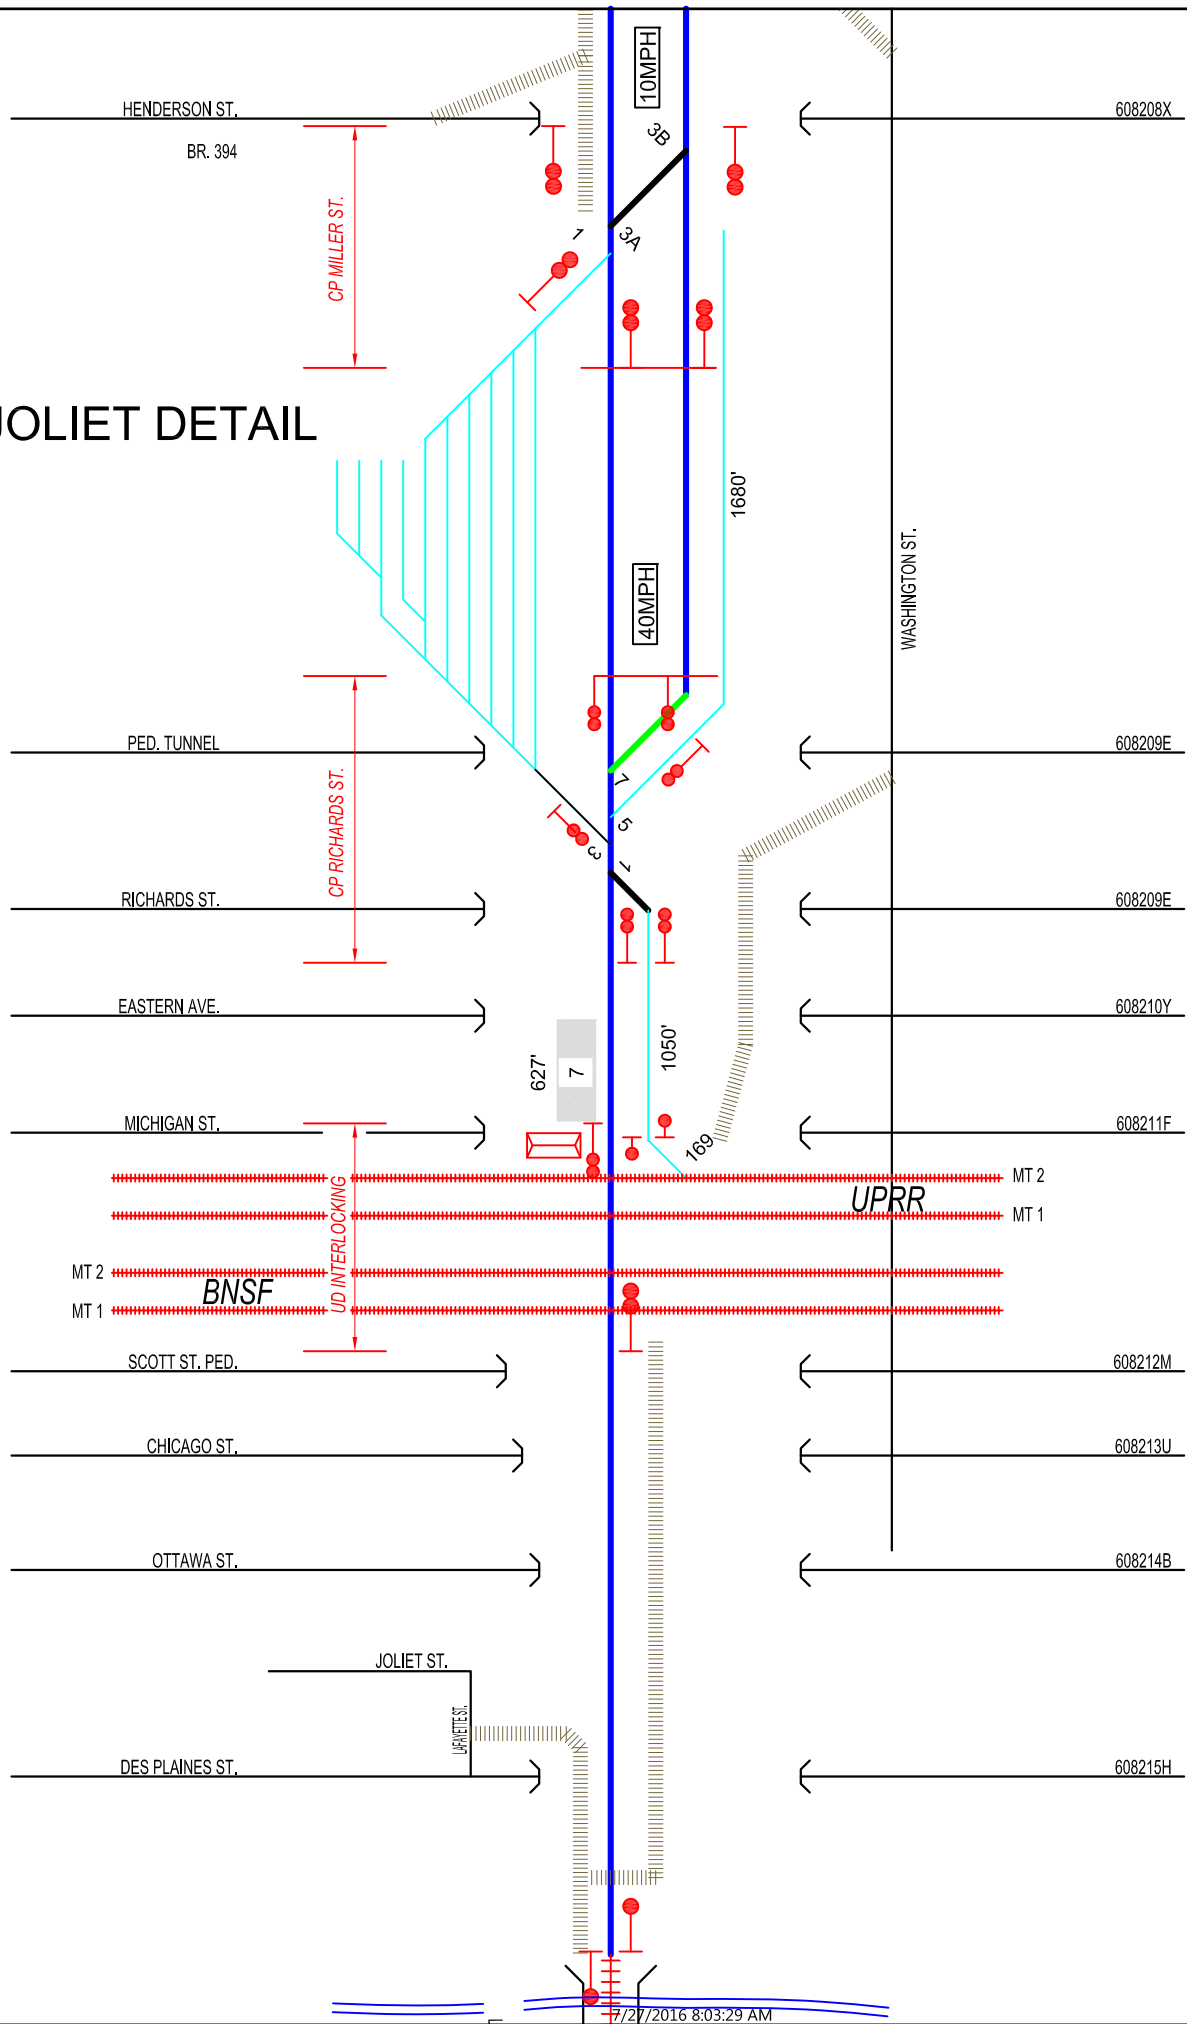 10MPH
HENDERSON ST.
608208X
3B
BR. 394
CP MILLER ST.
1
3A
JOLIET DETAIL
1680'
40MPH
WASHINGTON ST.
PED. TUNNEL
608209E
7
CP RICHARDS ST.
5
3
1
RICHARDS ST.
608209E
EASTERN AVE.
608210Y
627'
7
1050'
MICHIGAN ST.
608211F
169
MT 2
UPRR
MT 1
UD INTERLOCKING
MT 2
BNSF
MT 1
SCOTT ST. PED.
608212M
CHICAGO ST.
608213U
OTTAWA ST.
608214B
JOLIET ST.
LAFAYETTE ST.
DES PLAINES ST.
608215H
7/27/2016 8:03:29 AM